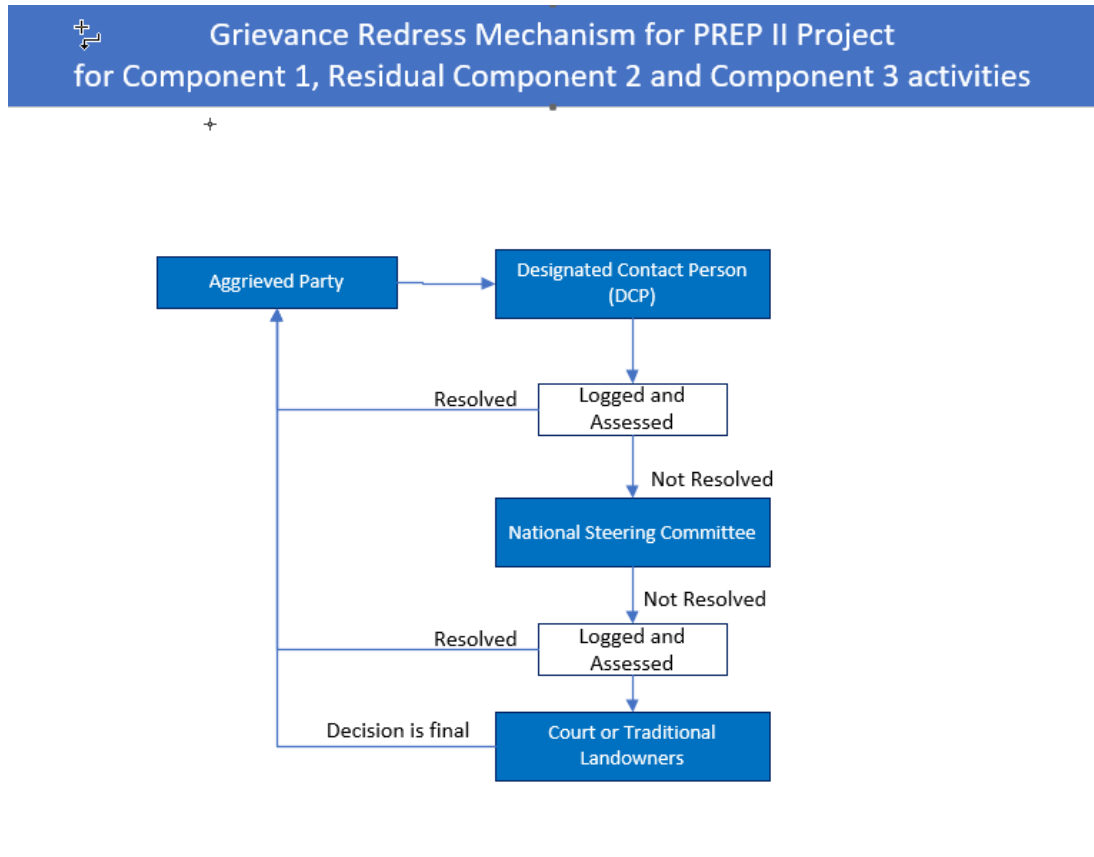 Grievance Redress Mechanism for PREP II Project
for Component 1, Residual Component 2 and Component 3 activities
Aggrieved Party
Designated Contact Person
(DCP)
Resolved
Logged and
Assessed
Not Resolved
National Steering Committee
Not Resolved
Resolved
Logged and
Assessed
Decision is final
Court or Traditional
Landowners